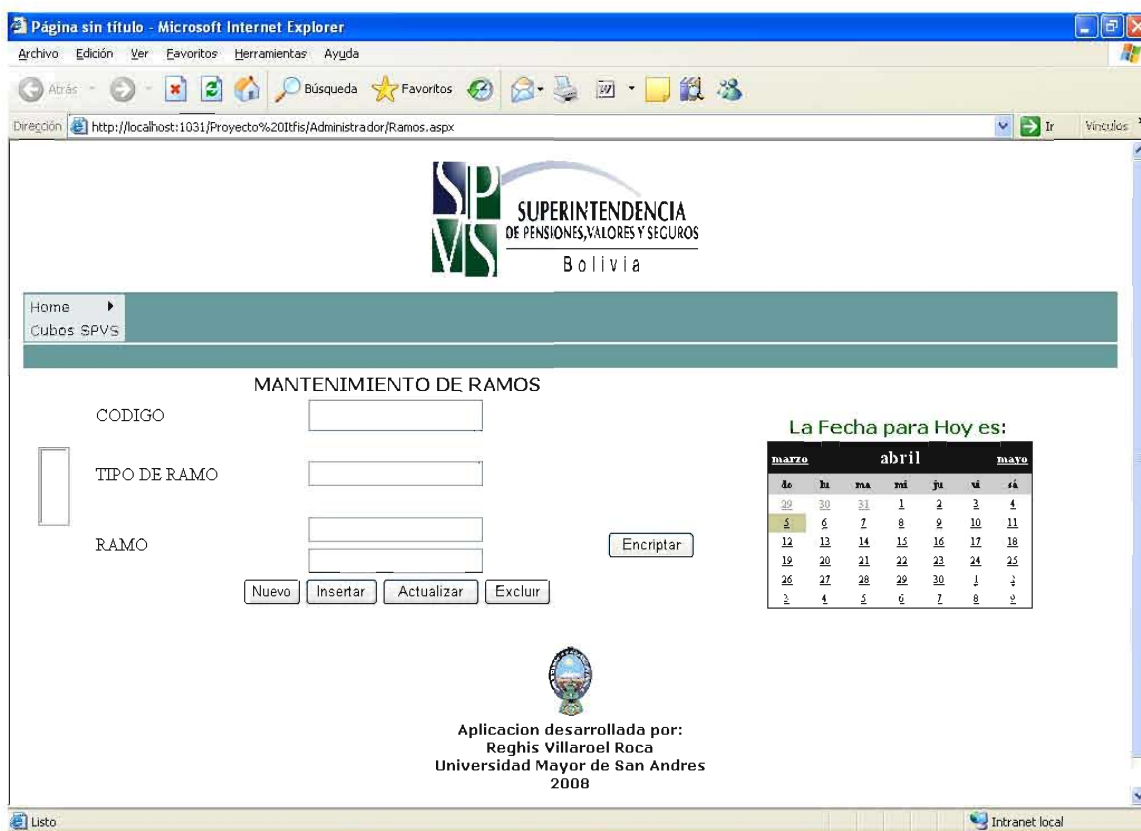 Página sin título - Microsoft Internet Explorer
Archivo Edición Ver Favoritos Herramientas Ayuda
Atrás Búsqueda Favoritos
Dirección http://localhost:1031/Proyecto%20Itfis/Administrador/Ramos.aspx Ir Vínculos
SPVS
SUPERINTENDENCIA
DE PENSIONES, VALORES Y SEGUROS
Bolivia
Home
Cubos SPVS
MANTENIMIENTO DE RAMOS
CODIGO
TIPO DE RAMO
RAMO
Encriptar
Nuevo Insertar Actualizar Excluir
La Fecha para Hoy es:
marzo abril mayo
do lu ma mi ju vi sá
29 30 31 1 2 3 4
5 6 7 8 9 10 11
12 13 14 15 16 17 18
19 20 21 22 23 24 25
26 27 28 29 30 1 2
3 4 5 6 7 8 9
Aplicacion desarrollada por:
Reghis Villaroel Roca
Universidad Mayor de San Andres
2008
Listo Intranet local